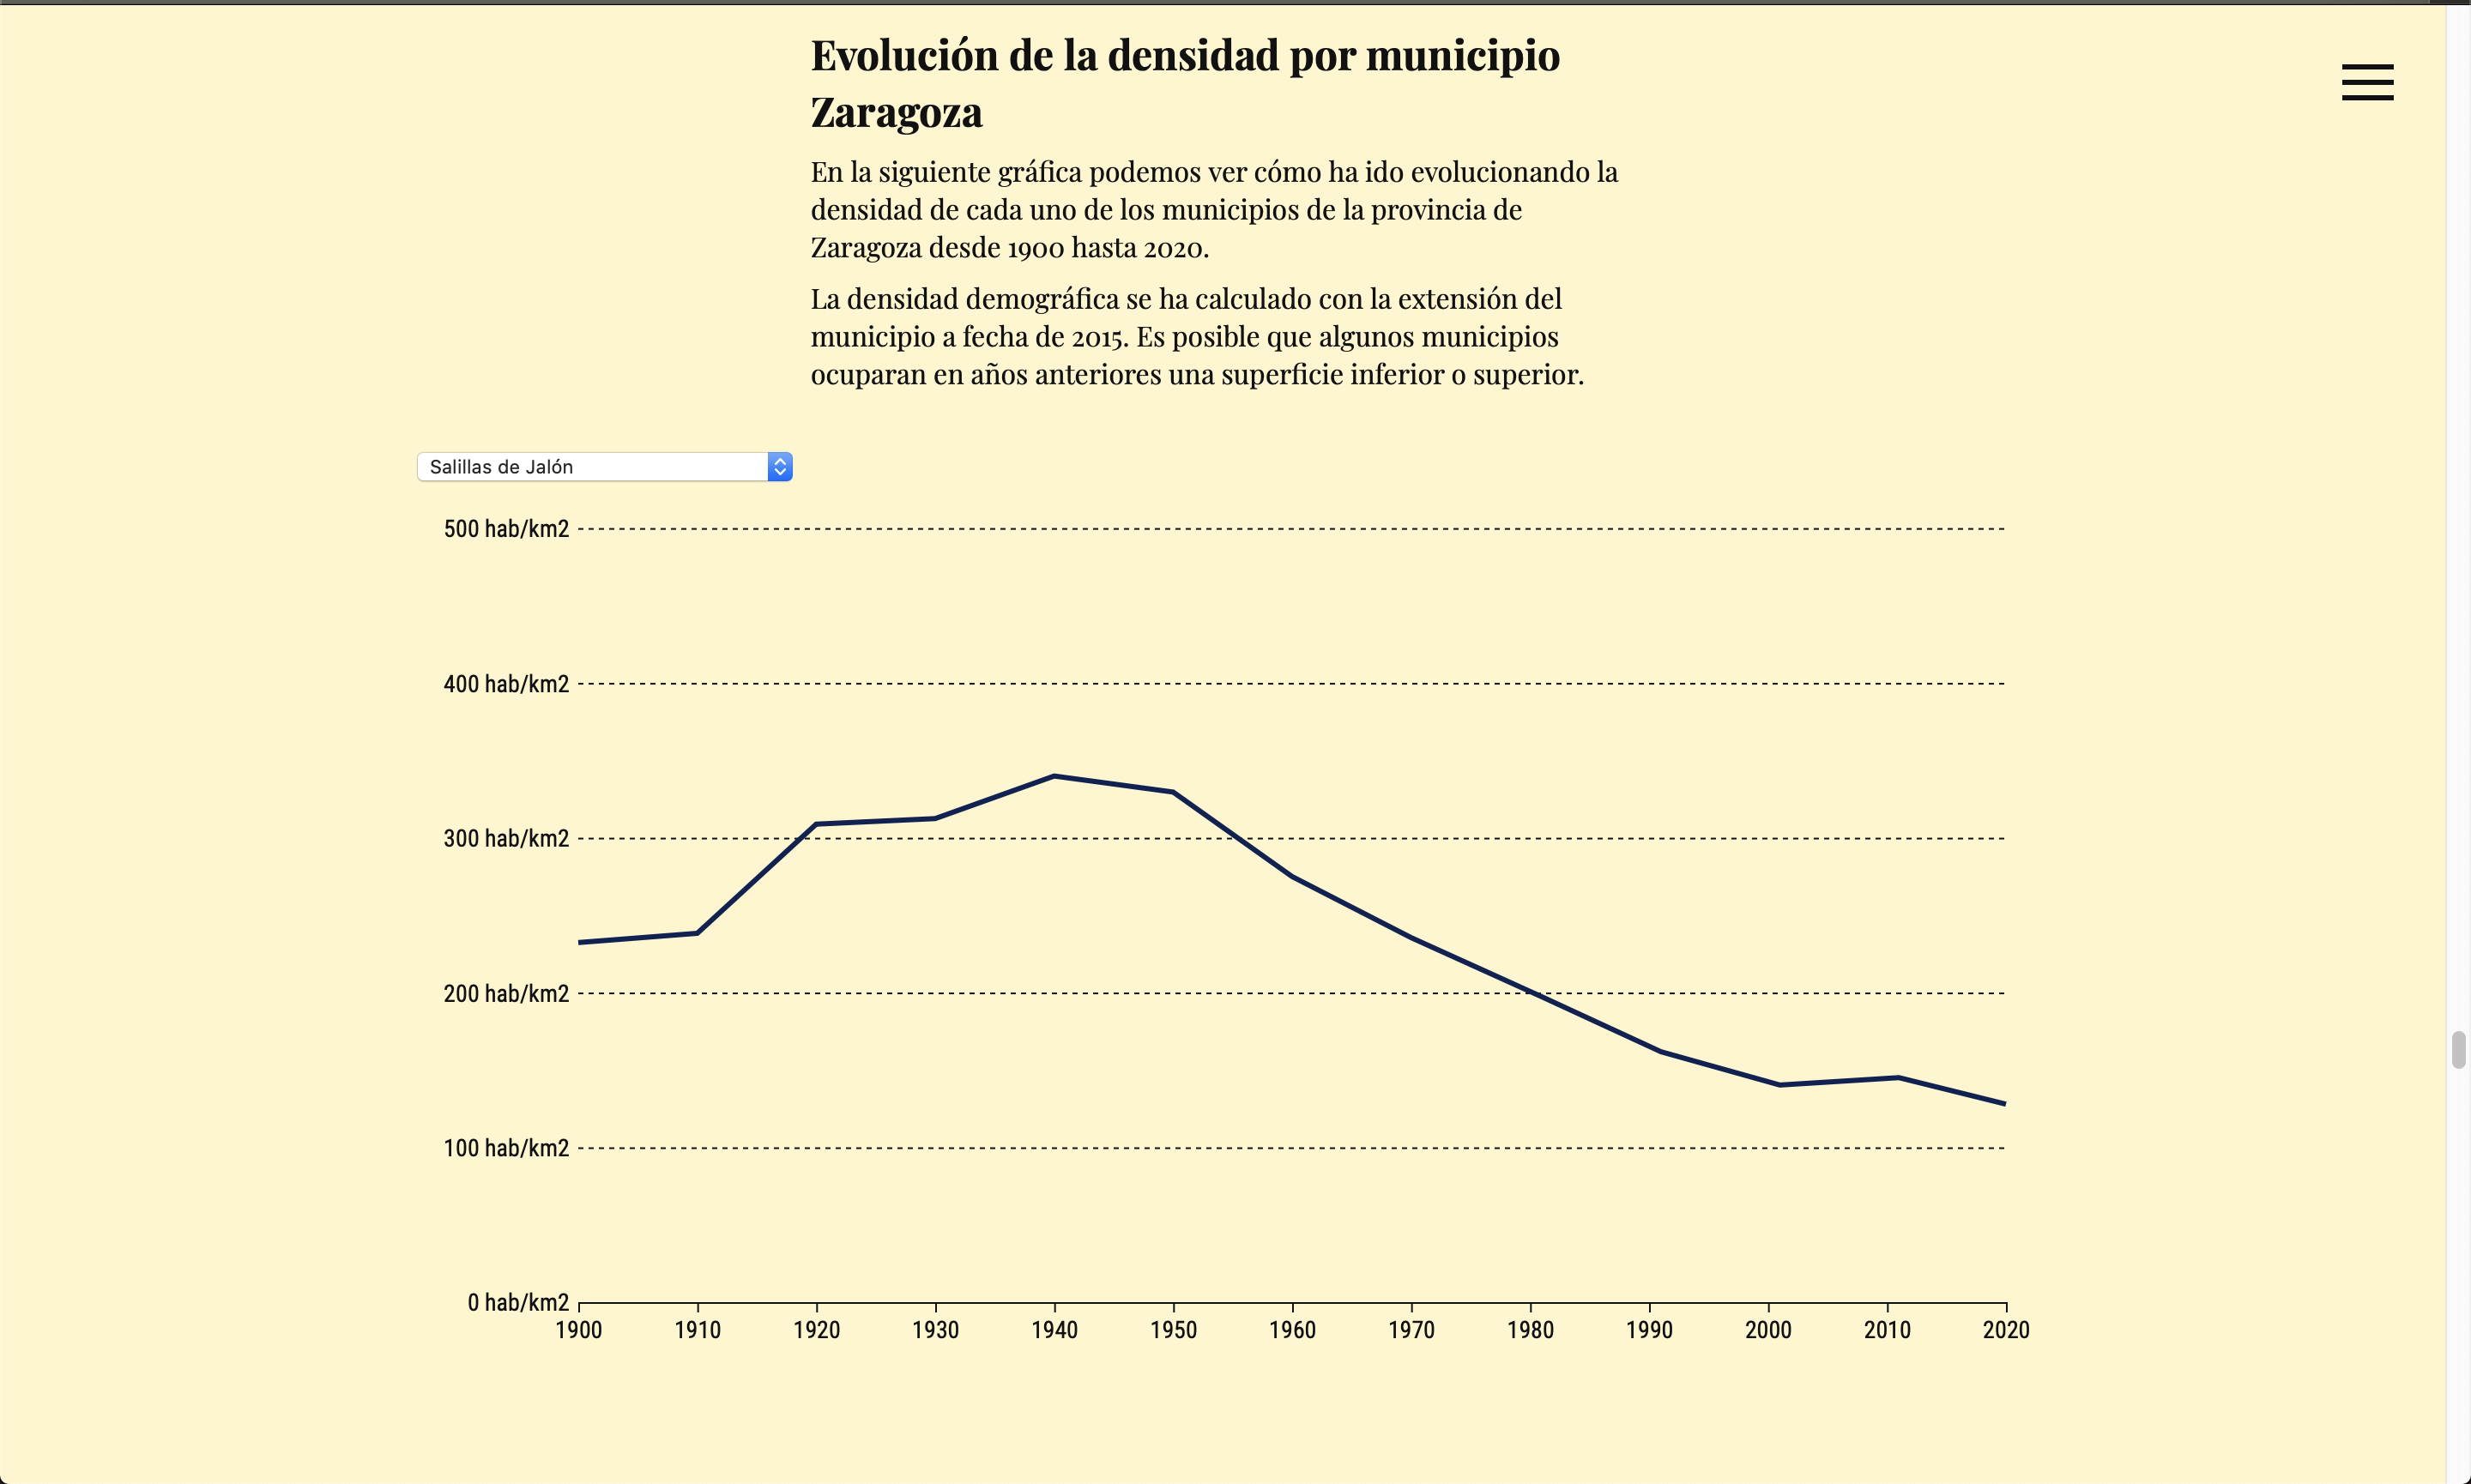 Evolución de la densidad por municipio
Zaragoza
En la siguiente gráfica podemos ver cómo ha ido evolucionando la
densidad de cada uno de los municipios de la provincia de
Zaragoza desde 1900 hasta 2020.
La densidad demográfica se ha calculado con la extensión del
municipio a fecha de 2015. Es posible que algunos municipios
ocuparan en años anteriores una superficie inferior o superior.
Salillas de Jalón
500 hab/km2
400 hab/km2
300 hab/km2
200 hab/km2
100 hab/km2
0 hab/km2
1900 1910 1920 1930 1940 1950 1960 1970 1980 1990 2000 2010 2020